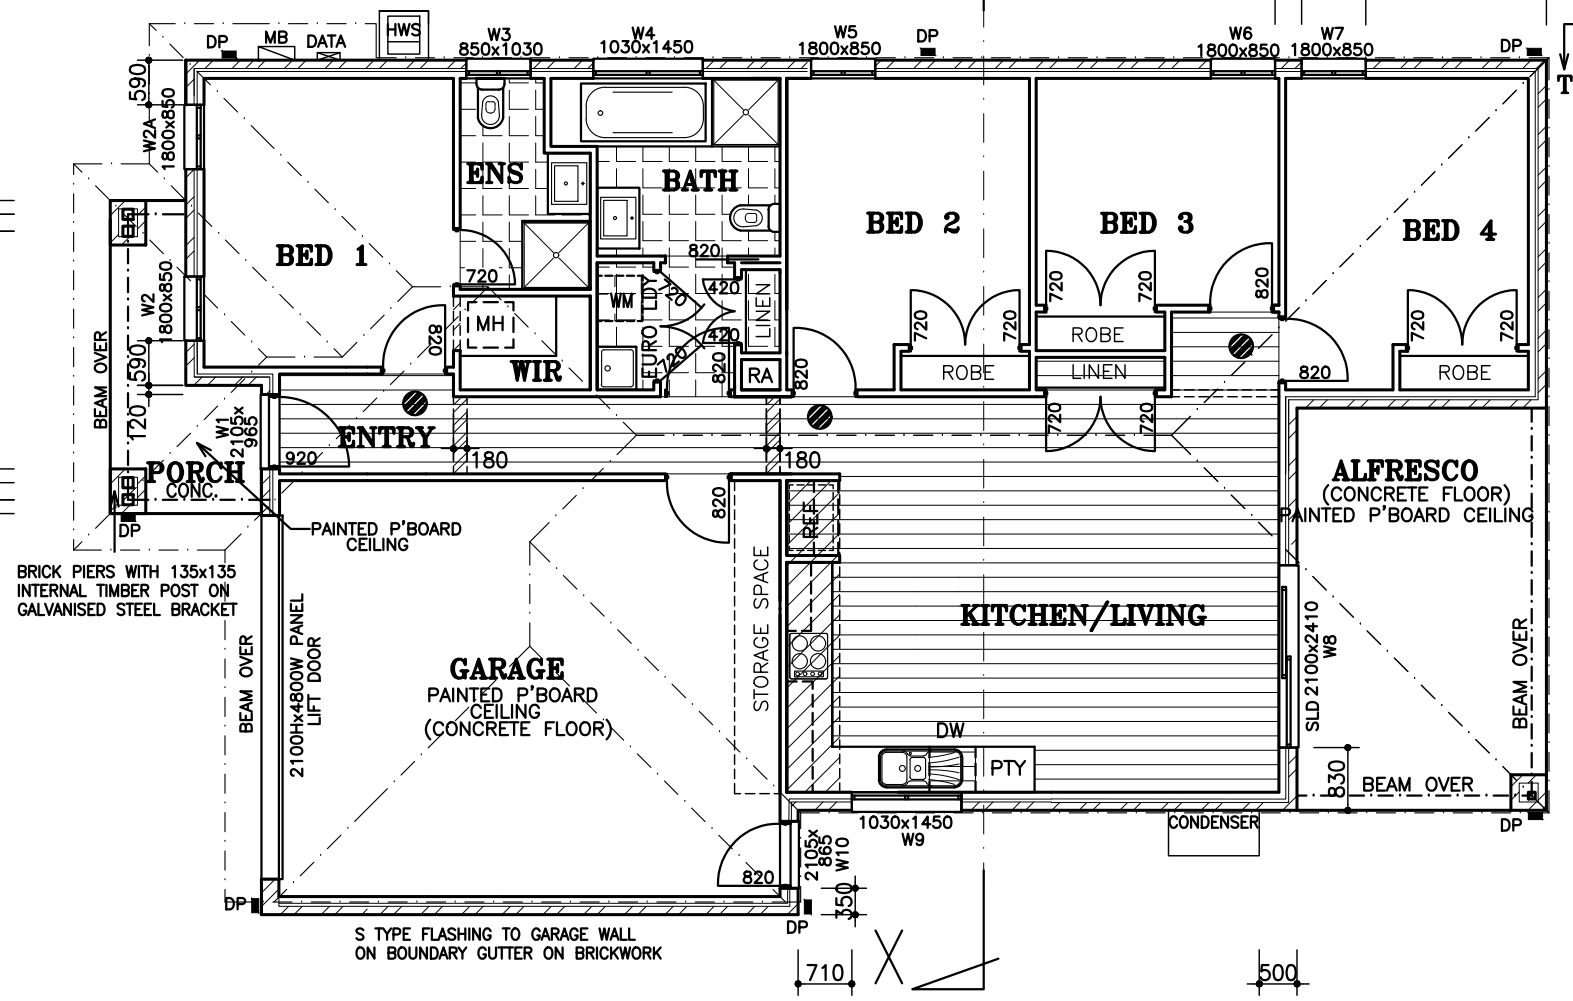 HWS
W3
850x1030
W4
1030x1450
W5
1800x850
DP
W6
1800x850
W7
1800x850
DP
T
DP
MB
DATA
590
W2A
1800x850
ENS
BATH
BED 1
BED 2
BED 3
BED 4
820
720
720
420
720
720
820
WM
EURO LDY
LINEN
W2
1800x850
MH
820
420
720
820
720
720
ROBE
720
720
BEAM OVER
590
WIR
RA
820
ROBE
LINEN
820
ROBE
120
W1
2105x
965
ENTRY
920
180
180
720
720
PORCH
CONC.
ALFRESCO
(CONCRETE FLOOR)
PAINTED P'BOARD CEILING
820
REF
DP
PAINTED P'BOARD
CEILING
BRICK PIERS WITH 135x135
INTERNAL TIMBER POST ON
GALVANISED STEEL BRACKET
STORAGE SPACE
KITCHEN/LIVING
BEAM OVER
2100Hx4800W PANEL
LIFT DOOR
GARAGE
PAINTED P'BOARD
CEILING
(CONCRETE FLOOR)
SLD 2100x2410
W8
BEAM OVER
DW
PTY
830
BEAM OVER
1030x1450
W9
CONDENSER
DP
2105x
865
W10
820
350
DP
DP
S TYPE FLASHING TO GARAGE WALL
ON BOUNDARY GUTTER ON BRICKWORK
710
X
500